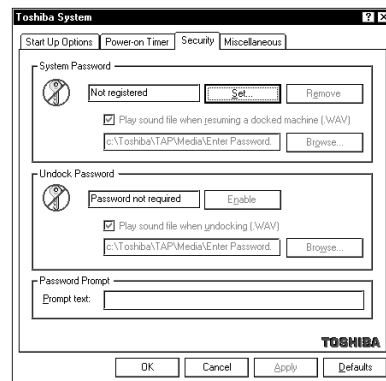 Toshiba System
Start Up Options Power-on Timer Security Miscellaneous
System Password
Not registered Set... Remove
Play sound file when resuming a docked machine (.WAV)
c:\Toshiba\TAP\Media\Enter Password. Browse...
Undock Password
Password not required Enable
Play sound file when undocking (.WAV)
c:\Toshiba\TAP\Media\Enter Password. Browse...
Password Prompt
Prompt text:
TOSHIBA
OK Cancel Apply Defaults